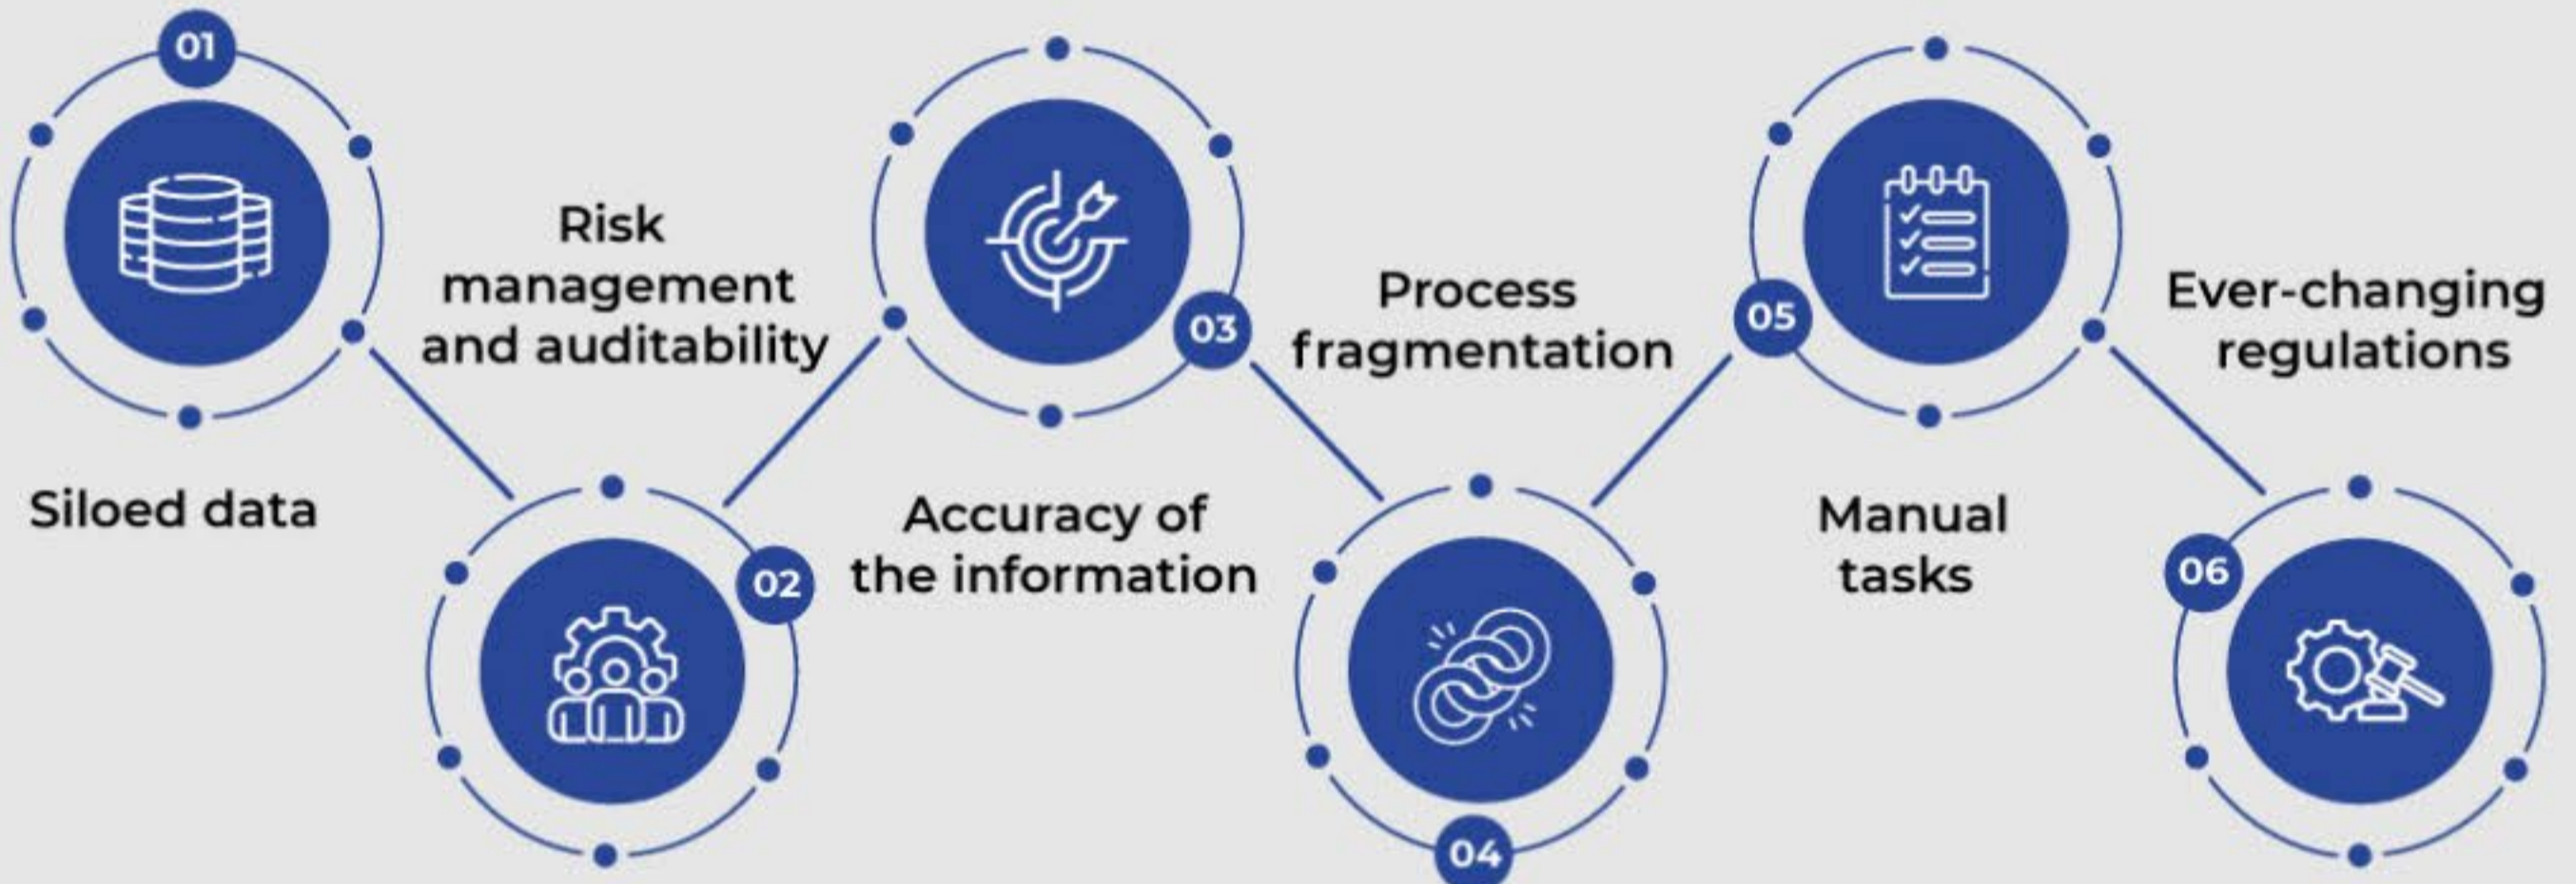 01
Siloed data
Risk
management
and auditability
02
03
Accuracy of
the information
Process
fragmentation
04
05
Manual
tasks
Ever-changing
regulations
06